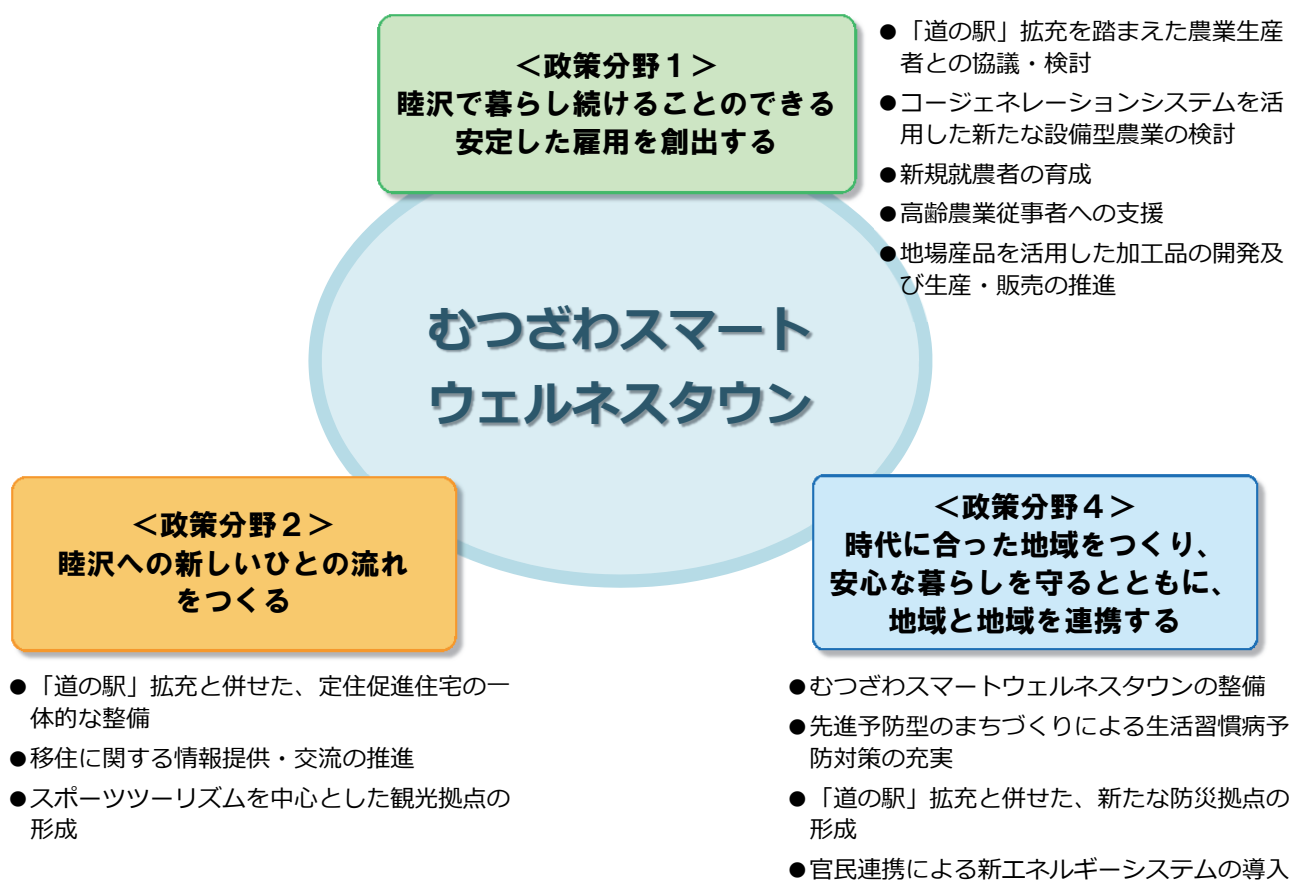 ＜政策分野１＞
睦沢で暮らし続けることのできる
安定した雇用を創出する
●「道の駅」拡充を踏まえた農業生産
者との協議・検討
●コージェネレーションシステムを活
用した新たな設備型農業の検討
●新規就農者の育成
●高齢農業従事者への支援
●地場産品を活用した加工品の開発及
び生産・販売の推進
むつざわスマート
ウェルネスタウン
＜政策分野２＞
睦沢への新しいひとの流れ
をつくる
●「道の駅」拡充と併せた、定住促進住宅の一
体的な整備
●移住に関する情報提供・交流の推進
●スポーツツーリズムを中心とした観光拠点の
形成
＜政策分野４＞
時代に合った地域をつくり、
安心な暮らしを守るとともに、
地域と地域を連携する
●むつざわスマートウェルネスタウンの整備
●先進予防型のまちづくりによる生活習慣病予
防対策の充実
●「道の駅」拡充と併せた、新たな防災拠点の
形成
●官民連携による新エネルギーシステムの導入